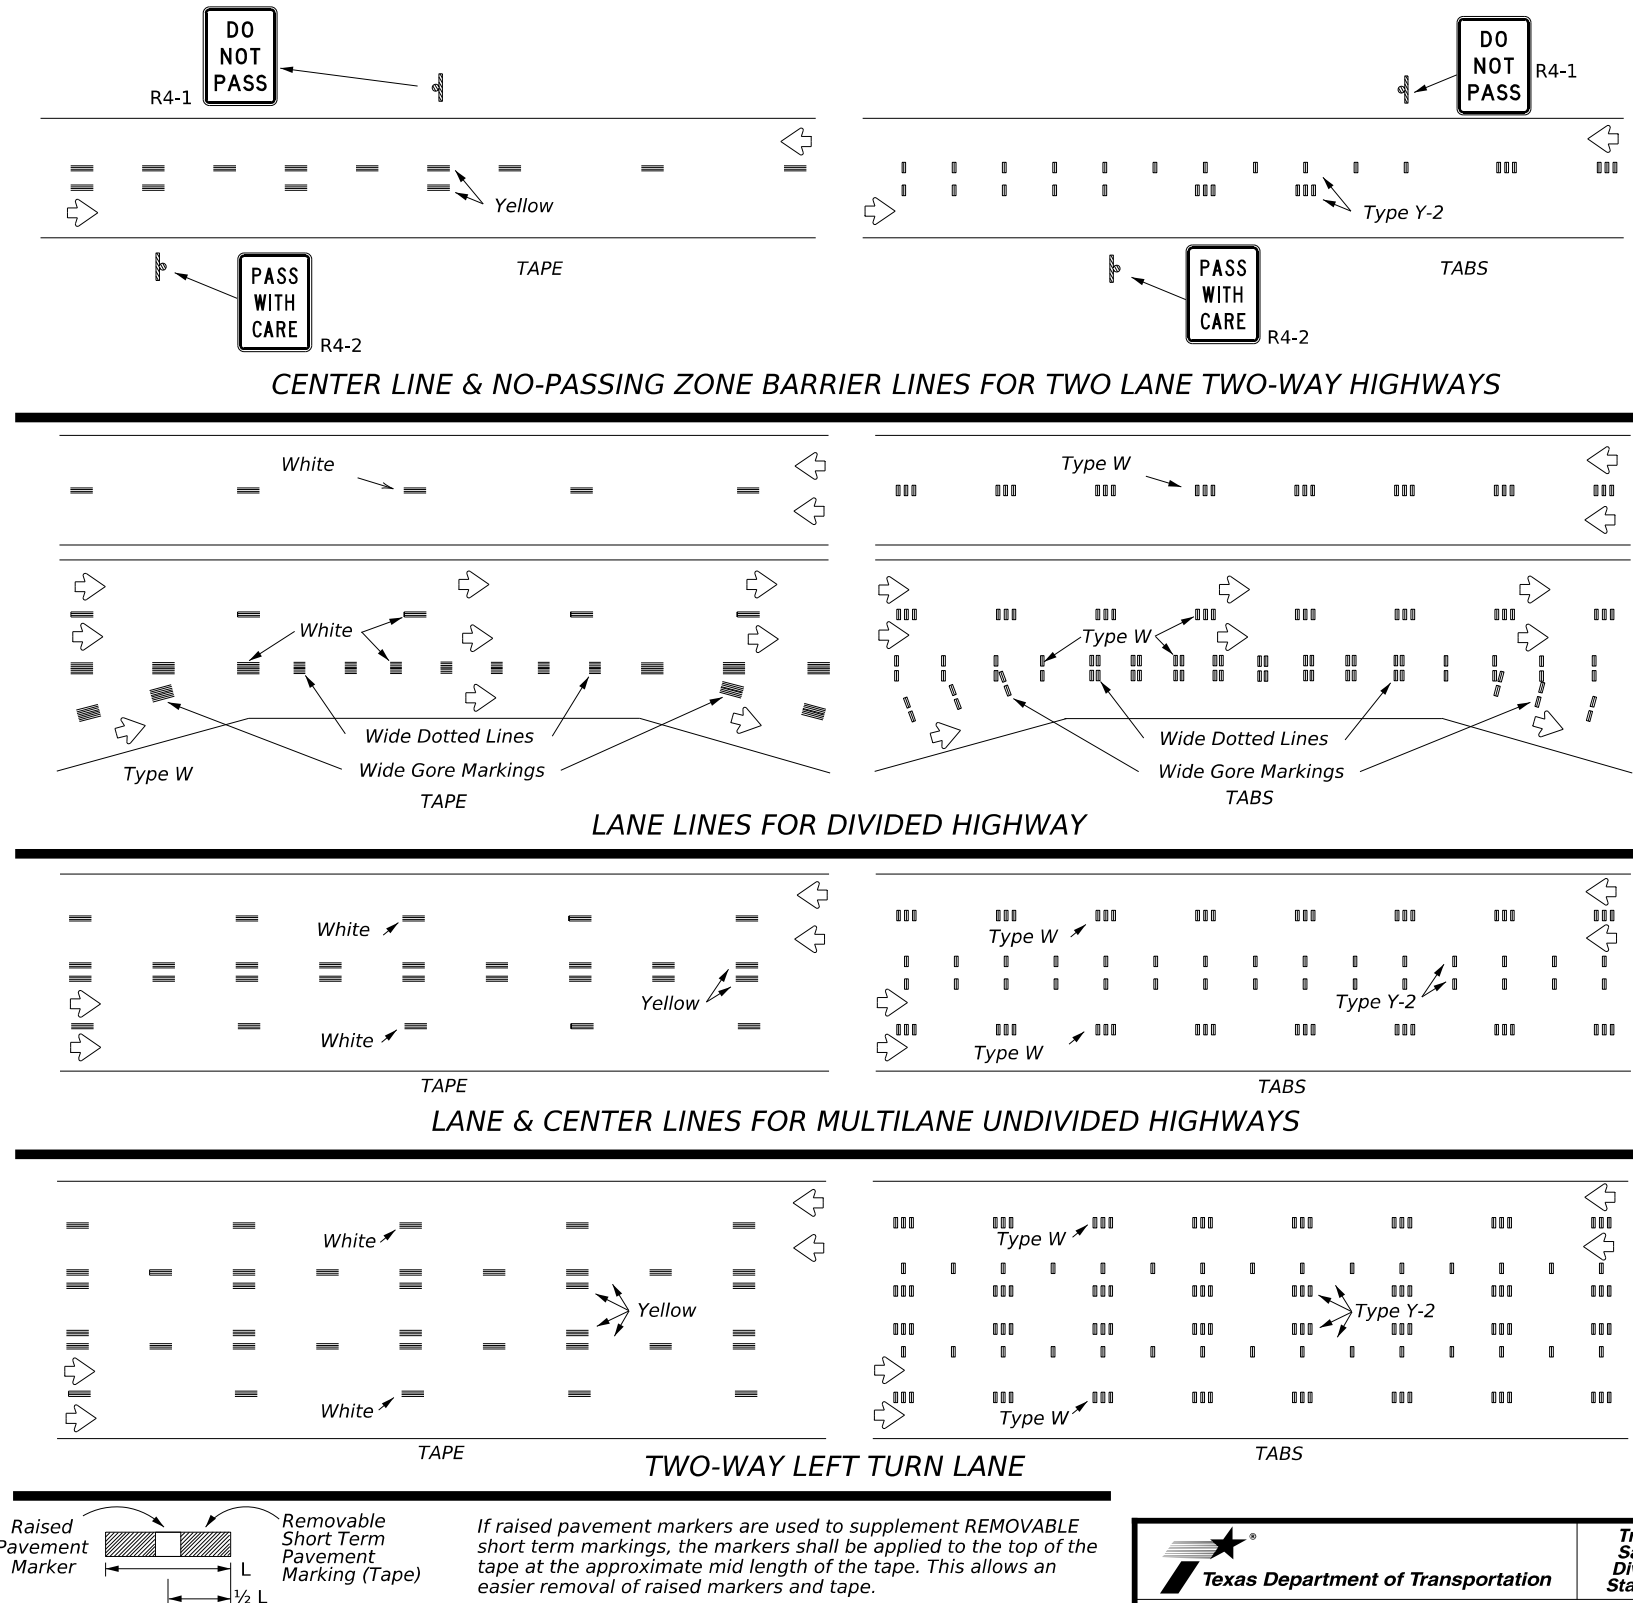 DO
NOT
PASS
R4-1
DO
NOT
PASS
R4-1
Yellow
Type Y-2
PASS
WITH
CARE
R4-2
TAPE
PASS
WITH
CARE
R4-2
TABS
CENTER LINE & NO-PASSING ZONE BARRIER LINES FOR TWO LANE TWO-WAY HIGHWAYS
White
Type W
White
Type W
Wide Dotted Lines
Wide Dotted Lines
Type W
Wide Gore Markings
Wide Gore Markings
TAPE
TABS
LANE LINES FOR DIVIDED HIGHWAY
White
Type W
Yellow
Type Y-2
White
Type W
TAPE
TABS
LANE & CENTER LINES FOR MULTILANE UNDIVIDED HIGHWAYS
White
Type W
Yellow
Type Y-2
White
Type W
TAPE
TABS
TWO-WAY LEFT TURN LANE
Raised
Pavement
Marker
Removable
Short Term
Pavement
Marking (Tape)
L
½ L
If raised pavement markers are used to supplement REMOVABLE
short term markings, the markers shall be applied to the top of the
tape at the approximate mid length of the tape. This allows an
easier removal of raised markers and tape.
®
Texas Department of Transportation